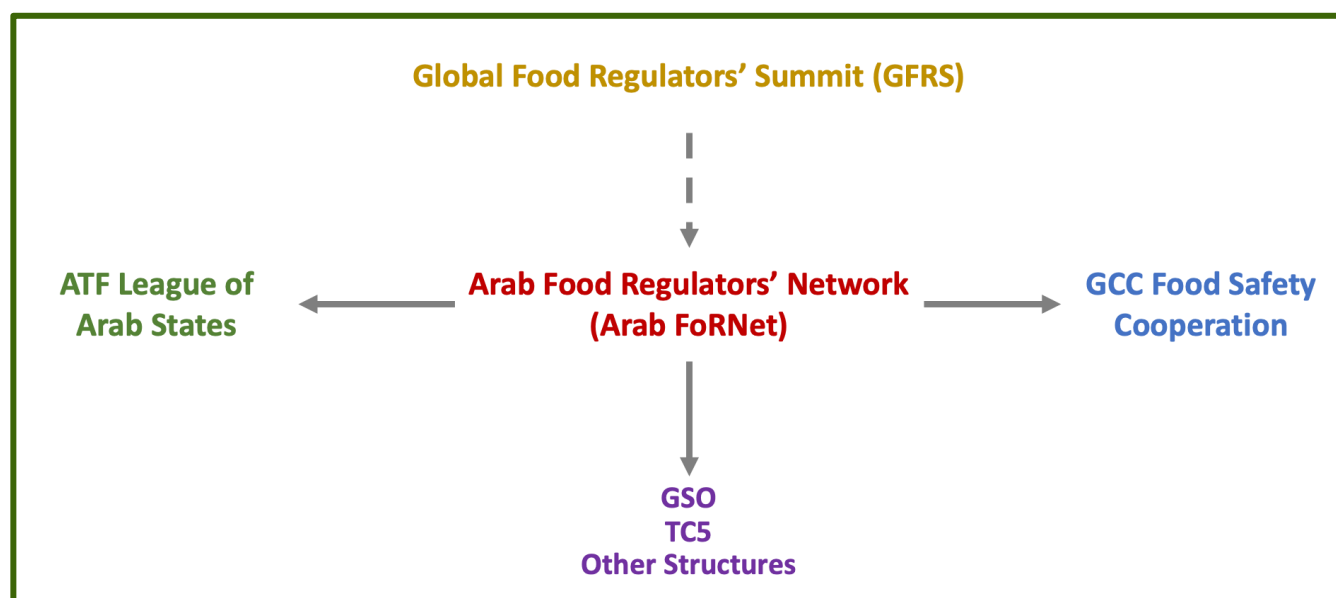 Global Food Regulators’ Summit (GFRS)
ATF League of
Arab States
Arab Food Regulators’ Network
(Arab FoRNet)
GCC Food Safety
Cooperation
GSO
TC5
Other Structures